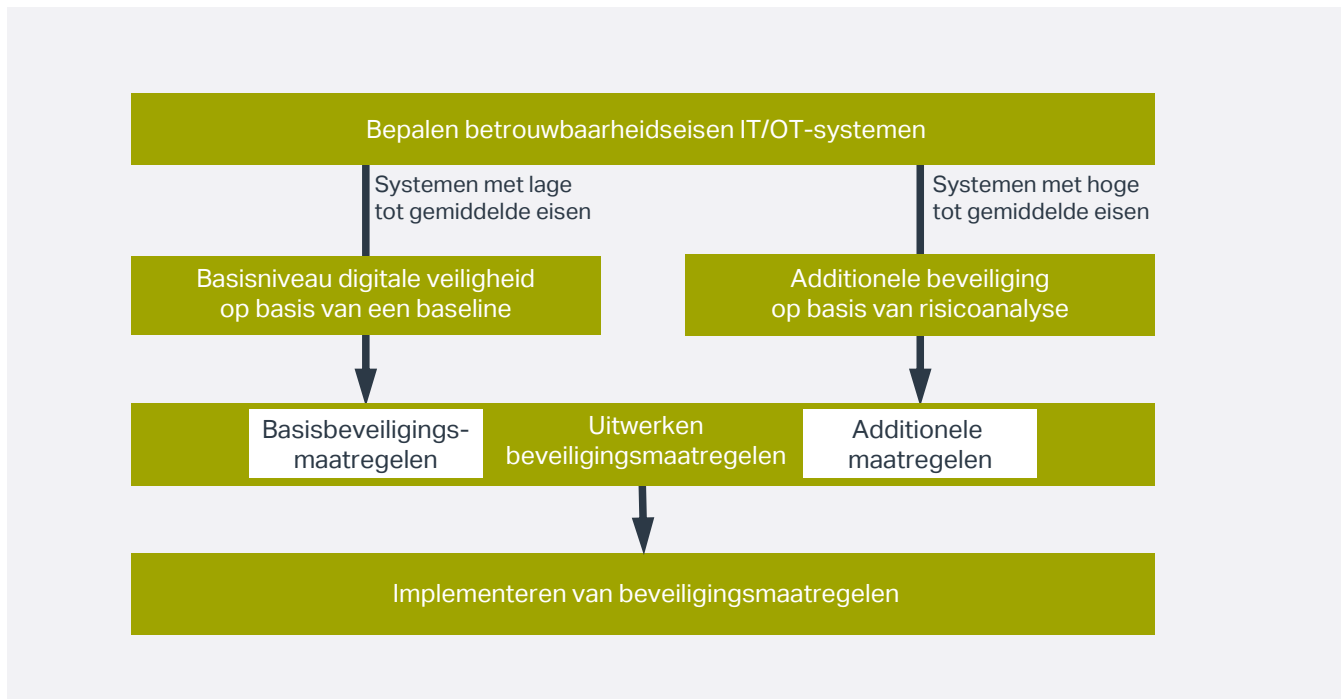 Bepalen betrouwbaarheidseisen IT/OT-systemen
Systemen met lage
tot gemiddelde eisen
Systemen met hoge
tot gemiddelde eisen
Basisniveau digitale veiligheid
op basis van een baseline
Additionele beveiliging
op basis van risicoanalyse
Basisbeveiligings-
maatregelen
Uitwerken
beveiligingsmaatregelen
Additionele
maatregelen
Implementeren van beveiligingsmaatregelen